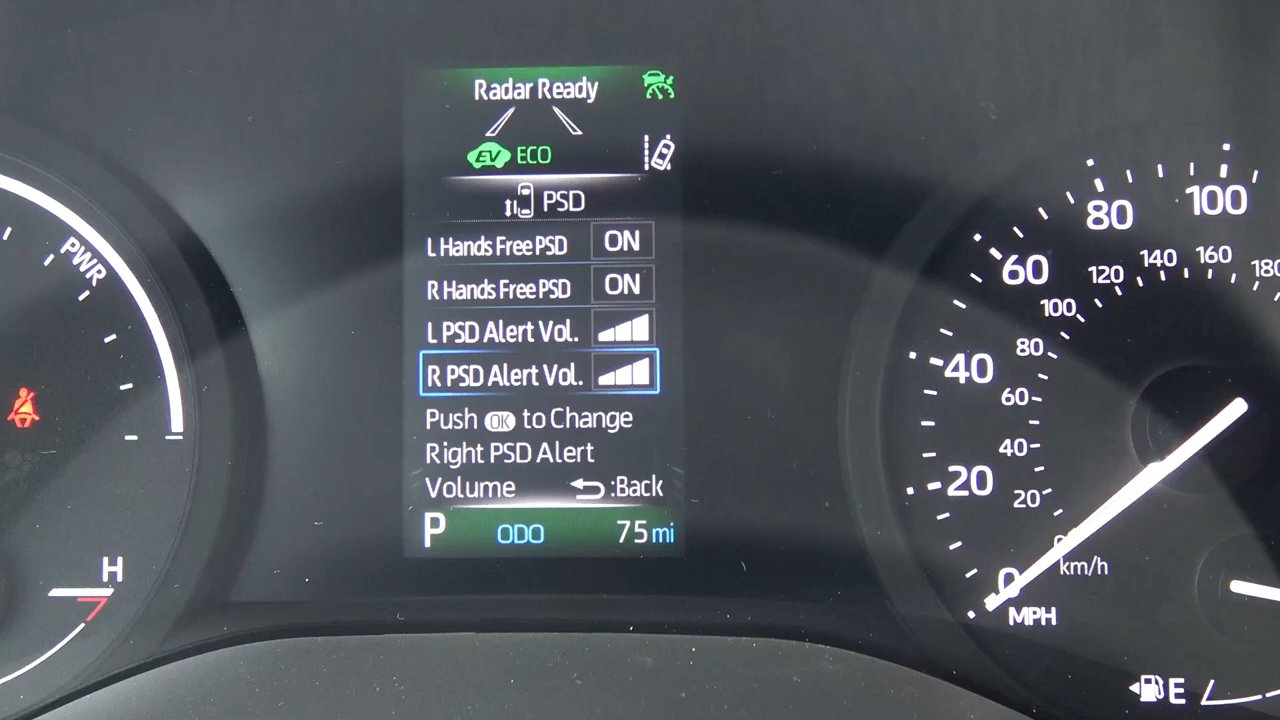 Radar Ready
EV ECO
PSD
L Hands Free PSD ON
R Hands Free PSD ON
L PSD Alert Vol.
R PSD Alert Vol.
Push OK to Change
Right PSD Alert
Volume :Back
P ODO 75 mi
PWR
H
100
80
60
40
20
0
MPH
180
160
140
120
100
80
60
40
20
0
km/h
E